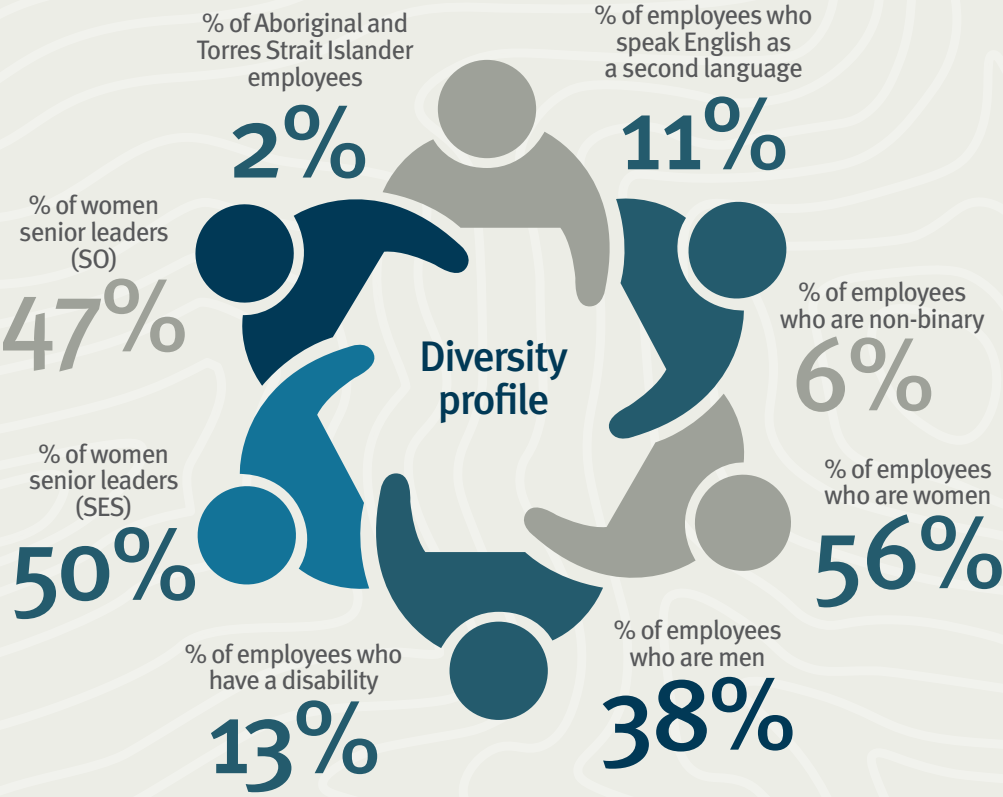 % of Aboriginal and
Torres Strait Islander
employees
2%
% of employees who
speak English as
a second language
11%
% of women
senior leaders
(SO)
47%
% of employees
who are non-binary
6%
Diversity
profile
% of women
senior leaders
(SES)
50%
% of employees
who are women
56%
% of employees who
have a disability
13%
% of employees
who are men
38%